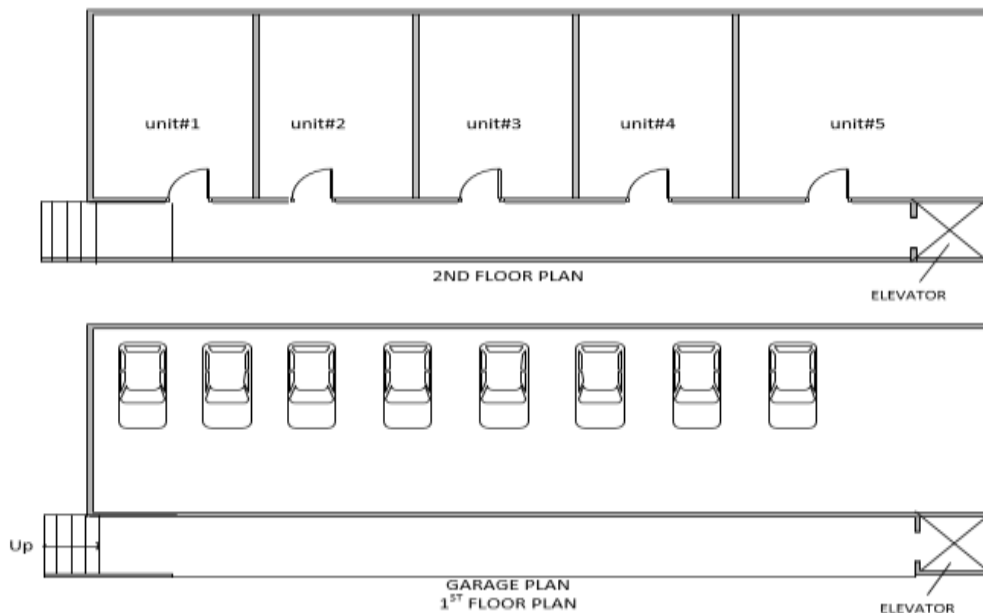 unit#1 unit#2 unit#3 unit#4 unit#5
2ND FLOOR PLAN
ELEVATOR
Up
GARAGE PLAN
1ST FLOOR PLAN
ELEVATOR